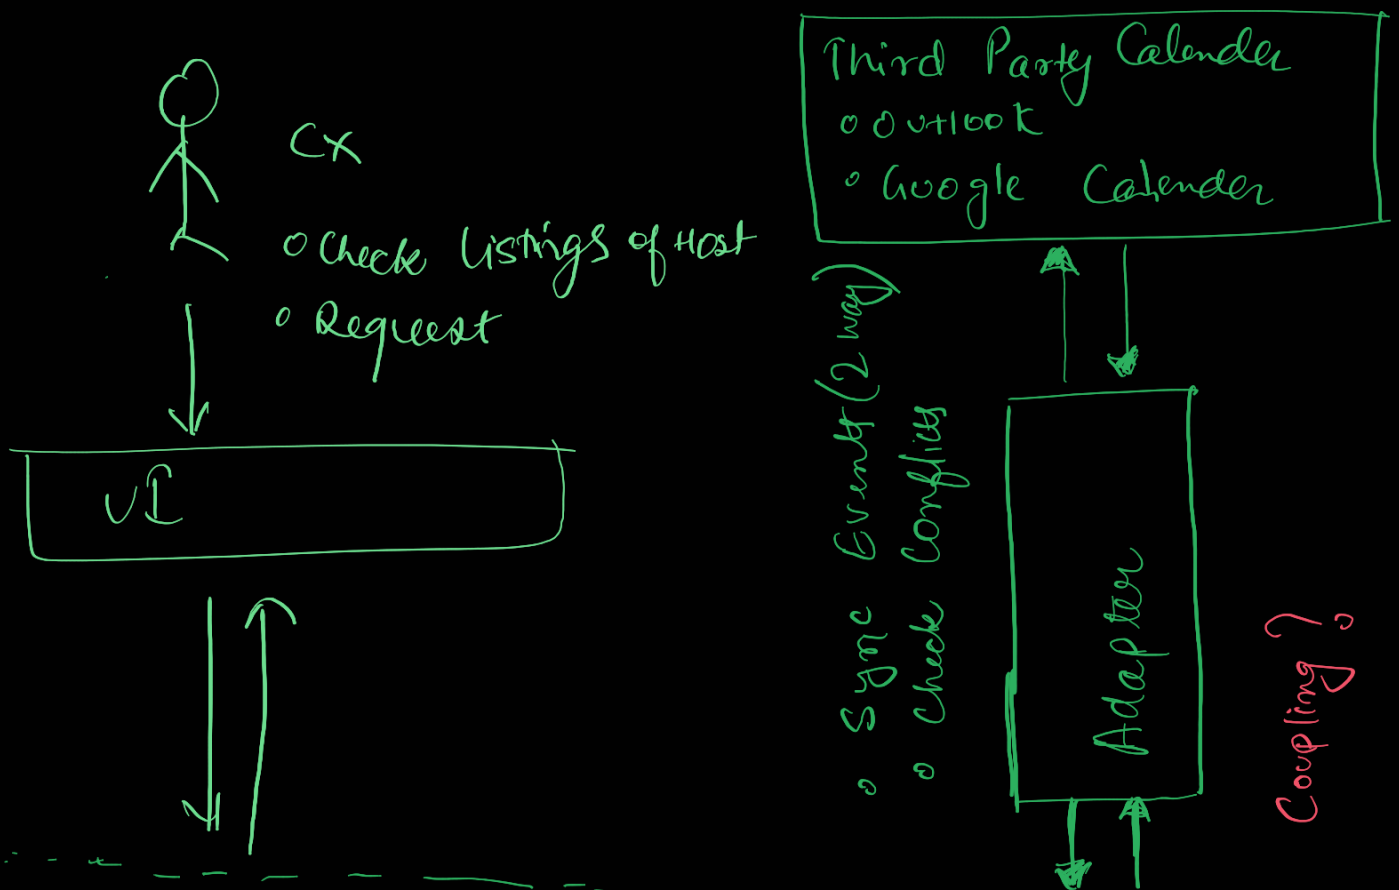 CX
o Check Listings of Host
o Request
UI
Third Party Calender
o Outlook
o Google Calender
o Sync Events (2 way)
o Check Conflicts
Adapter
Coupling?